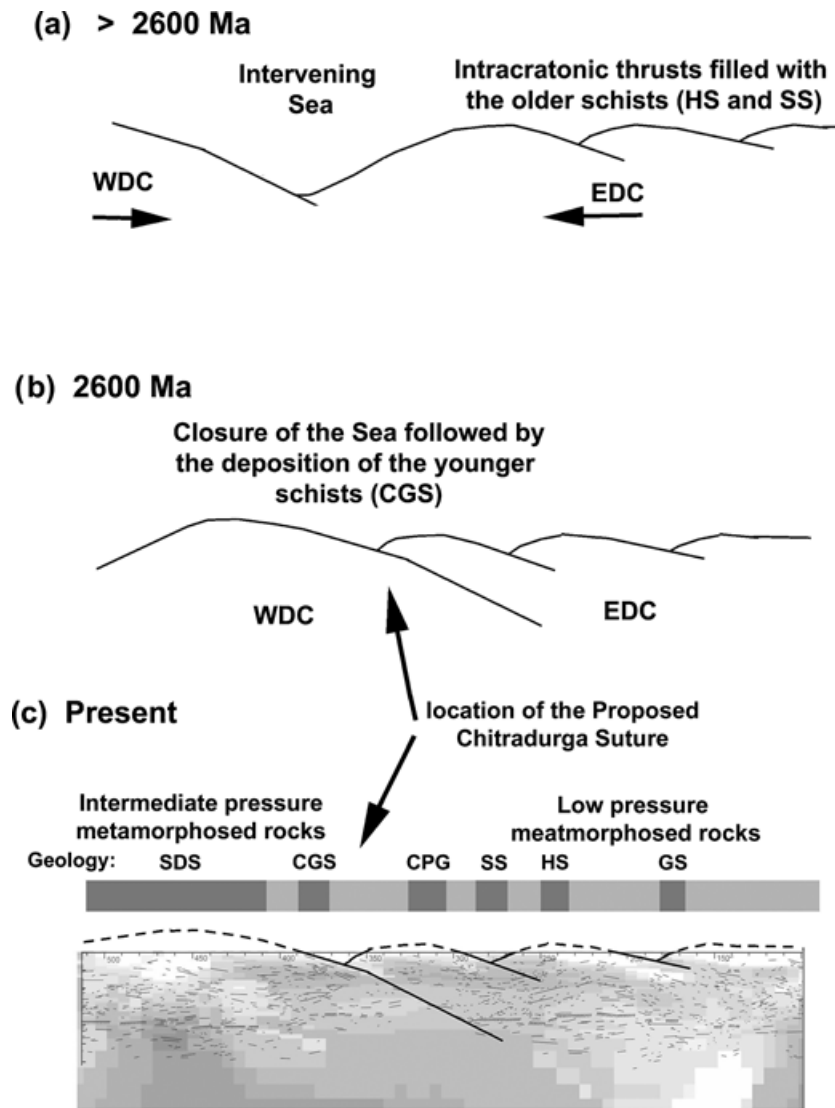 (a) > 2600 Ma
Intervening
Sea
Intracratonic thrusts filled with
the older schists (HS and SS)
WDC
EDC
(b) 2600 Ma
Closure of the Sea followed by
the deposition of the younger
schists (CGS)
WDC
EDC
(c) Present
location of the Proposed
Chitradurga Suture
Intermediate pressure
metamorphosed rocks
Low pressure
meatmorphosed rocks
Geology: SDS CGS CPG SS HS GS
500 450 400 350 300 250 200 150